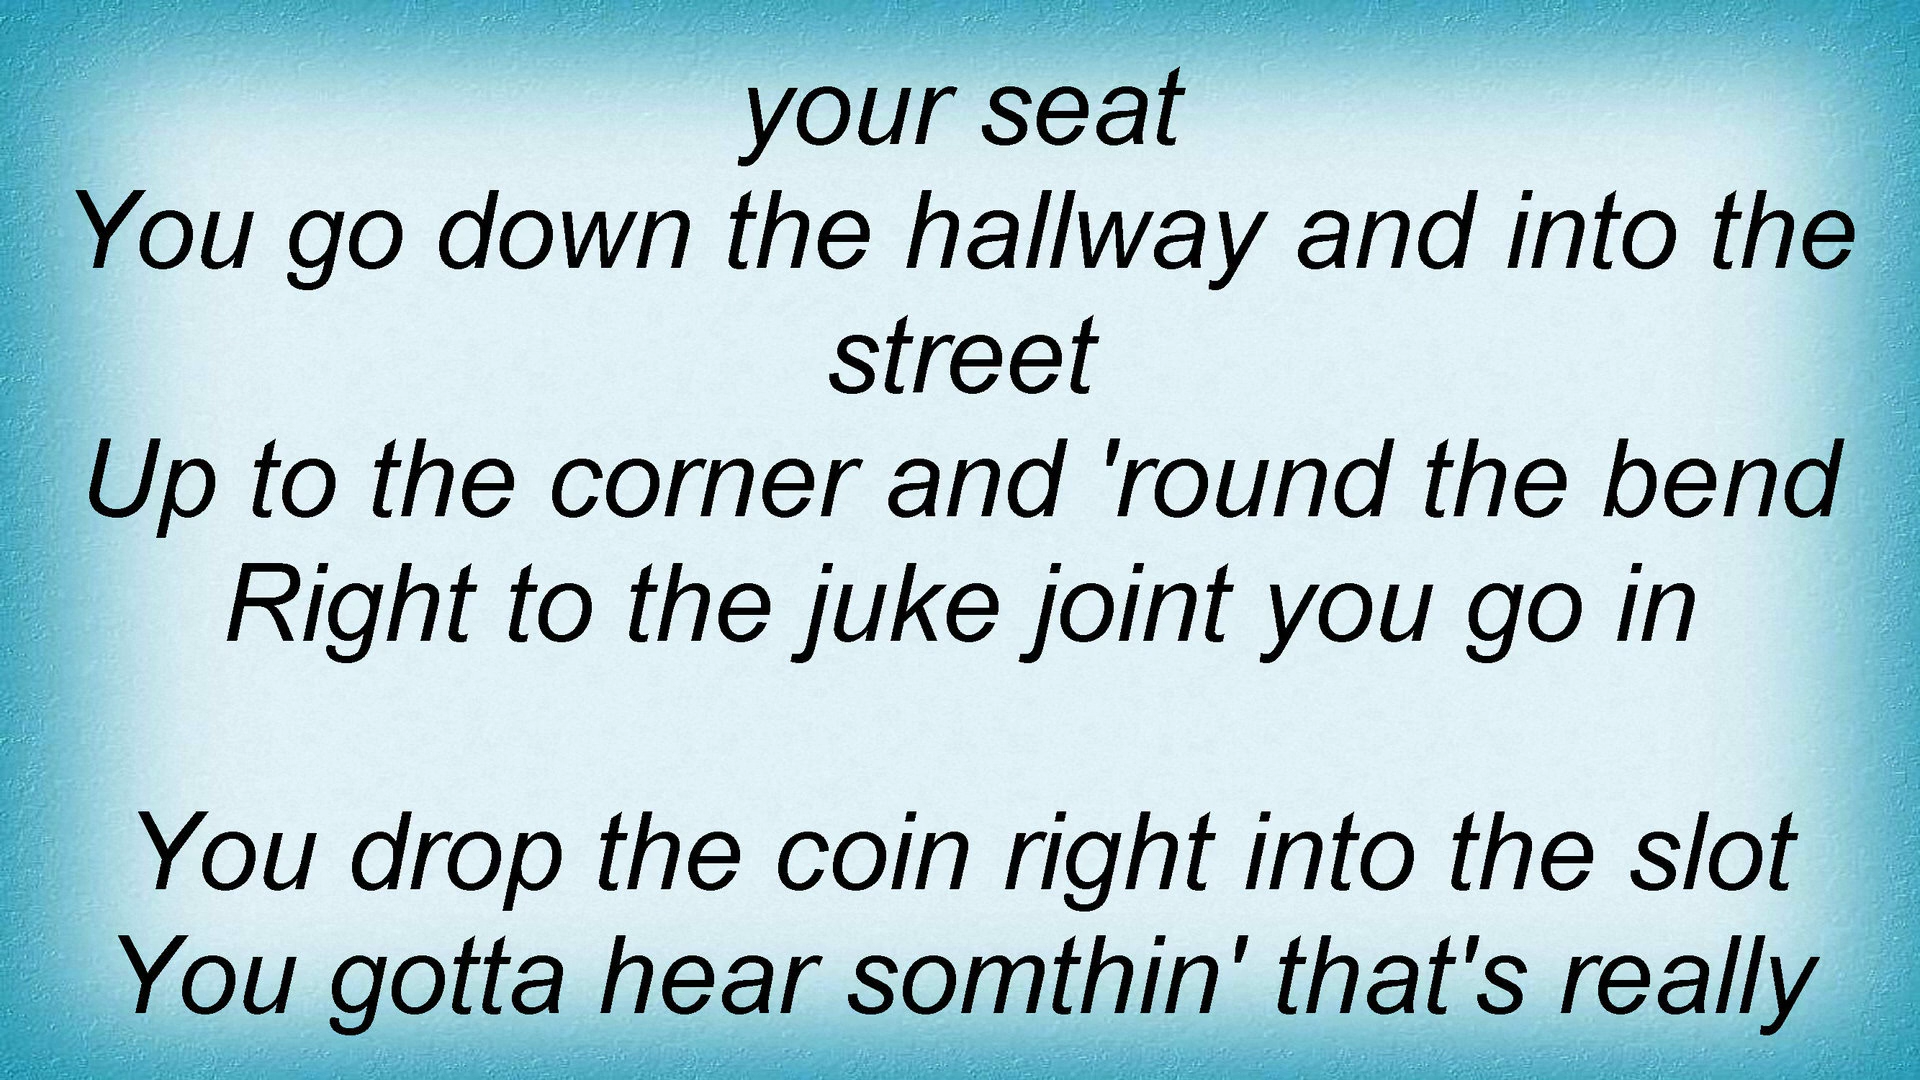 your seat
You go down the hallway and into the
street
Up to the corner and 'round the bend
Right to the juke joint you go in
You drop the coin right into the slot
You gotta hear somthin' that's really